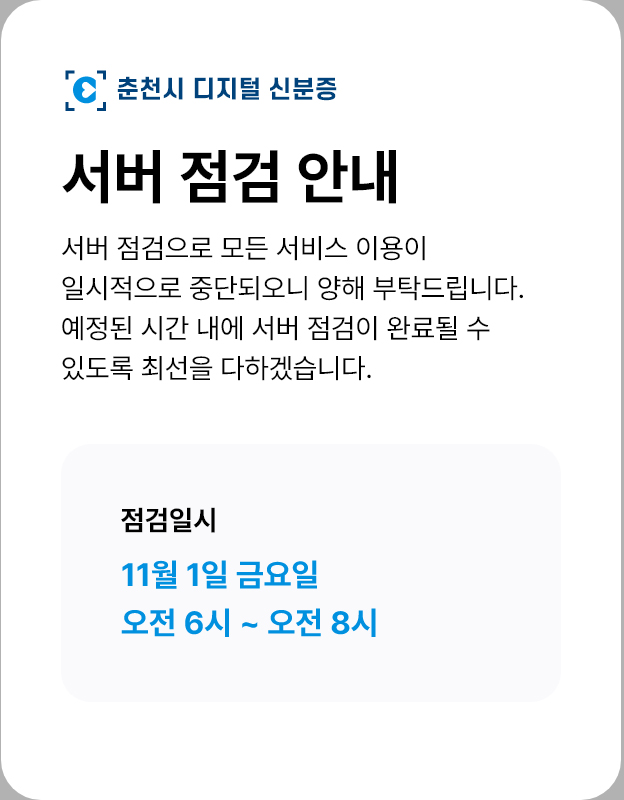 춘천시 디지털 신분증
서버 점검 안내
서버 점검으로 모든 서비스 이용이
일시적으로 중단되오니 양해 부탁드립니다.
예정된 시간 내에 서버 점검이 완료될 수
있도록 최선을 다하겠습니다.
점검일시
11월 1일 금요일
오전 6시 ~ 오전 8시